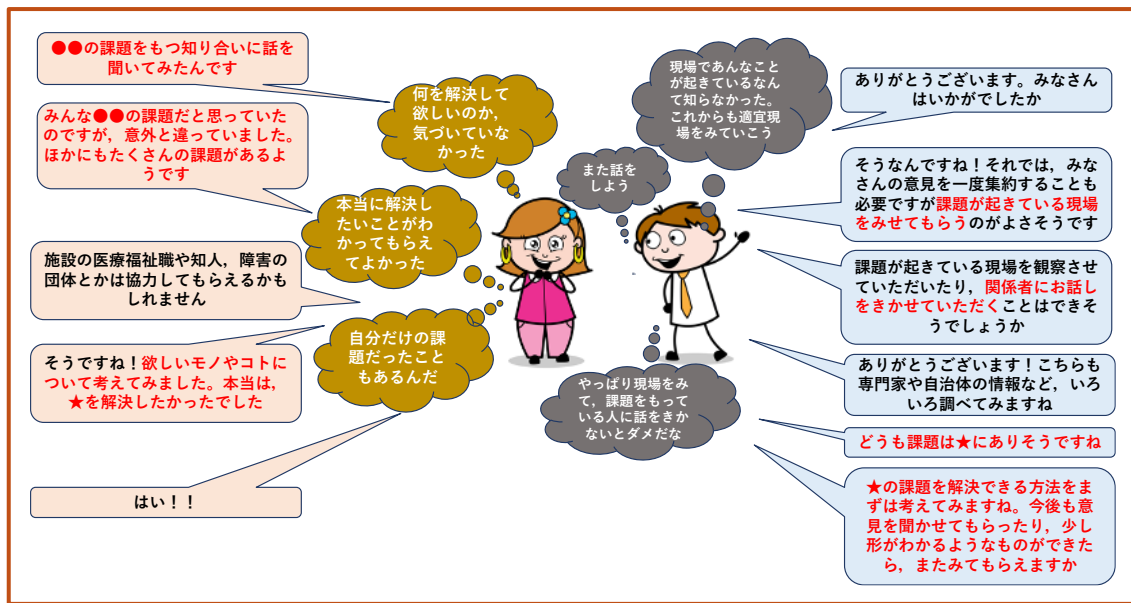 ●●の課題をもつ知り合いに話を
聞いてみたんです
みんな●●の課題だと思っていた
のですが，意外と違っていました。
ほかにもたくさんの課題があるよ
うです
施設の医療福祉職や知人，障害の
団体とかは協力してもらえるかも
しれません
そうですね！欲しいモノやコトに
ついて考えてみました。本当は，
★を解決したかったでした
はい！！
何を解決して
欲しいのか，
気づいていな
かった
本当に解決し
たいことがわ
かってもらえ
てよかった
自分だけの課
題だったこと
もあるんだ
現場であんなこと
が起きているなん
て知らなかった。
これからも適宜現
場をみていこう
また話を
しよう
やっぱり現場をみ
て，課題をもって
いる人に話をきか
ないとダメだな
ありがとうございます。みなさん
はいかがでしたか
そうなんですね！それでは，みな
さんの意見を一度集約することも
必要ですが課題が起きている現場
をみせてもらうのがよさそうです
課題が起きている現場を観察させ
ていただいたり，関係者にお話し
をきかせていただくことはできそ
うでしょうか
ありがとうございます！こちらも
専門家や自治体の情報など，いろ
いろ調べてみますね
どうも課題は★にありそうですね
★の課題を解決できる方法をま
ずは考えてみますね。今後も意
見を聞かせてもらったり，少し
形がわかるようなものができた
ら，またみてもらえますか